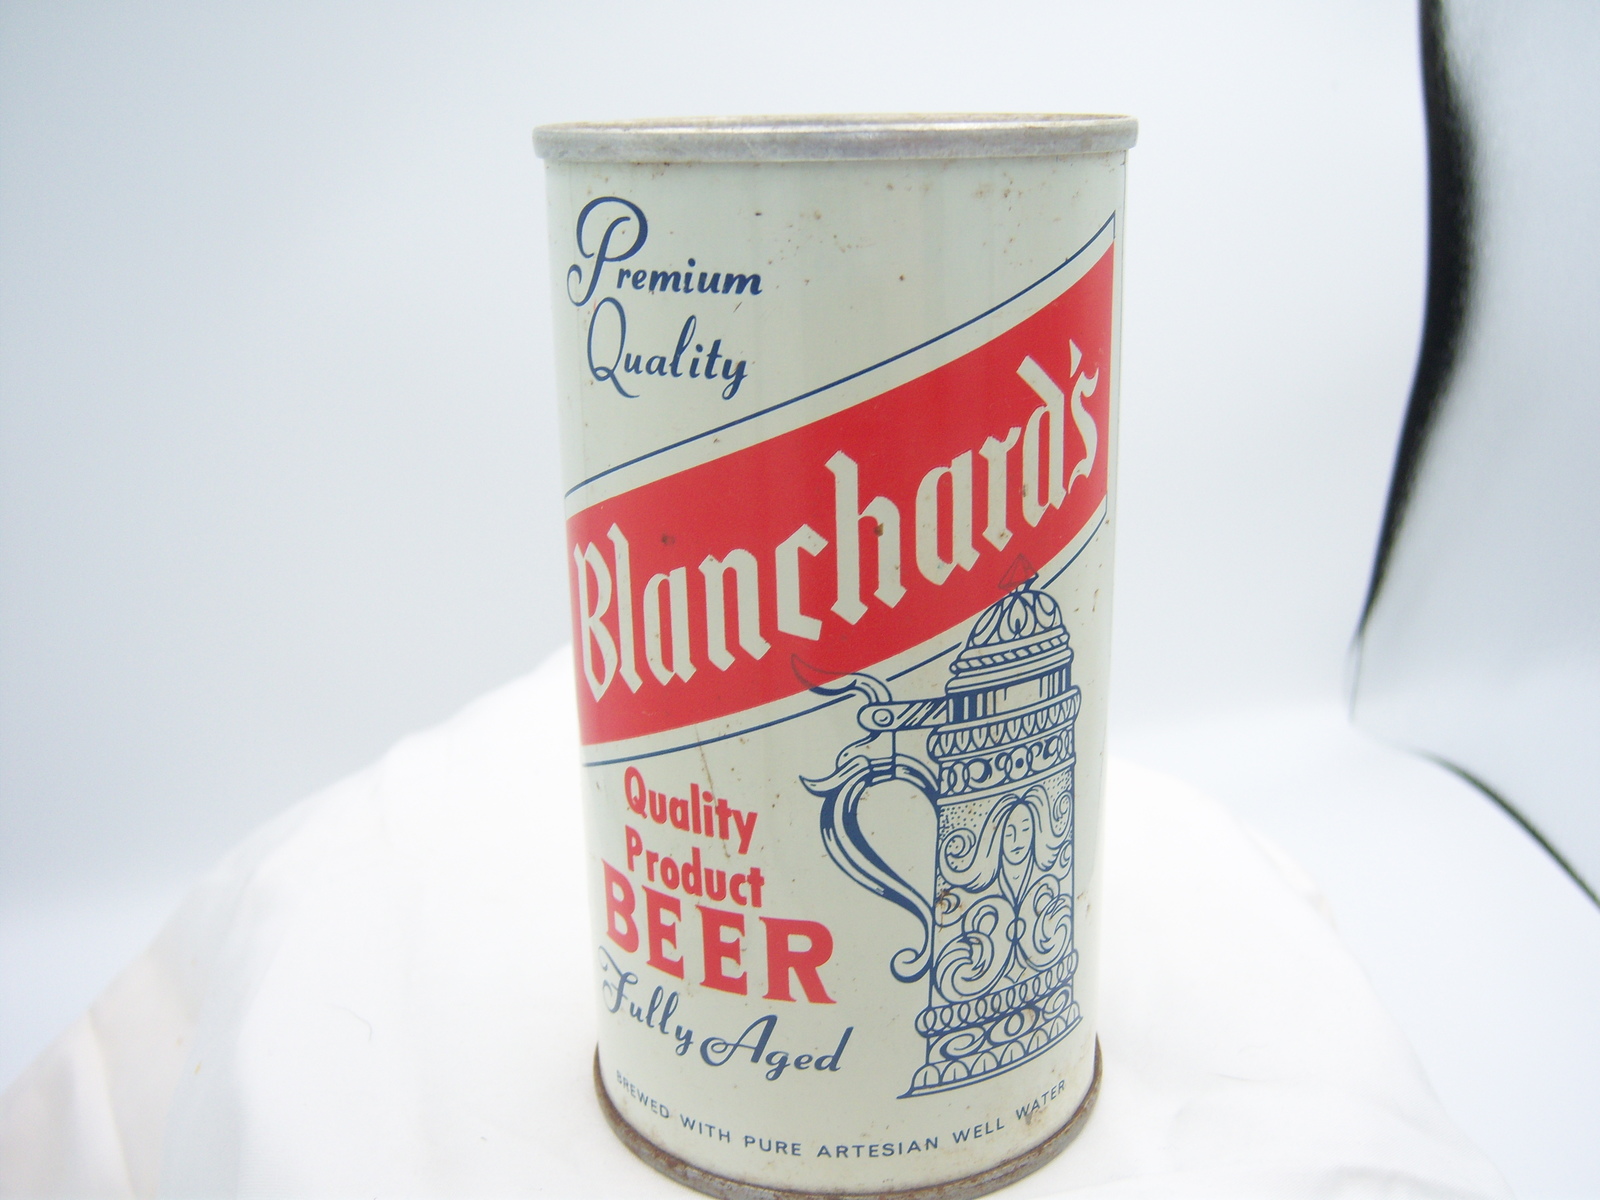 Premium
Quality
Blanchard's
Quality
Product
BEER
Fully Aged
BREWED WITH PURE ARTESIAN WELL WATER